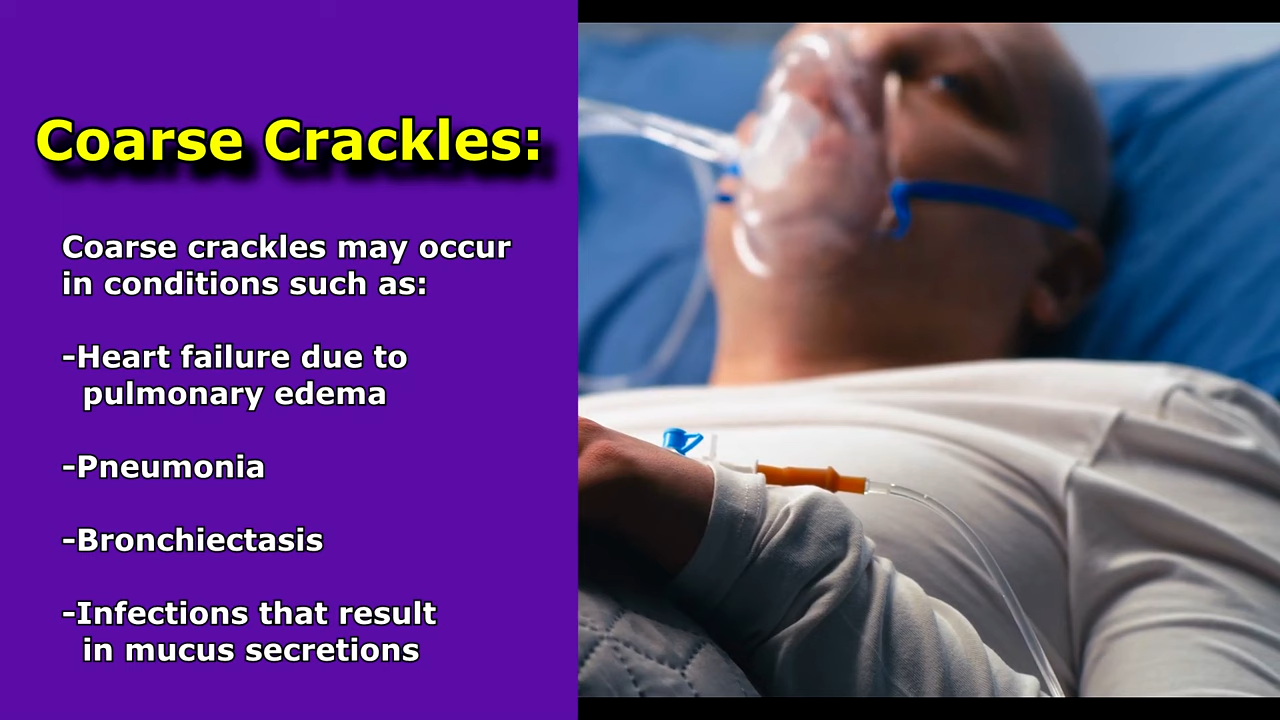 Coarse Crackles:
Coarse crackles may occur
in conditions such as:
-Heart failure due to
pulmonary edema
-Pneumonia
-Bronchiectasis
-Infections that result
in mucus secretions